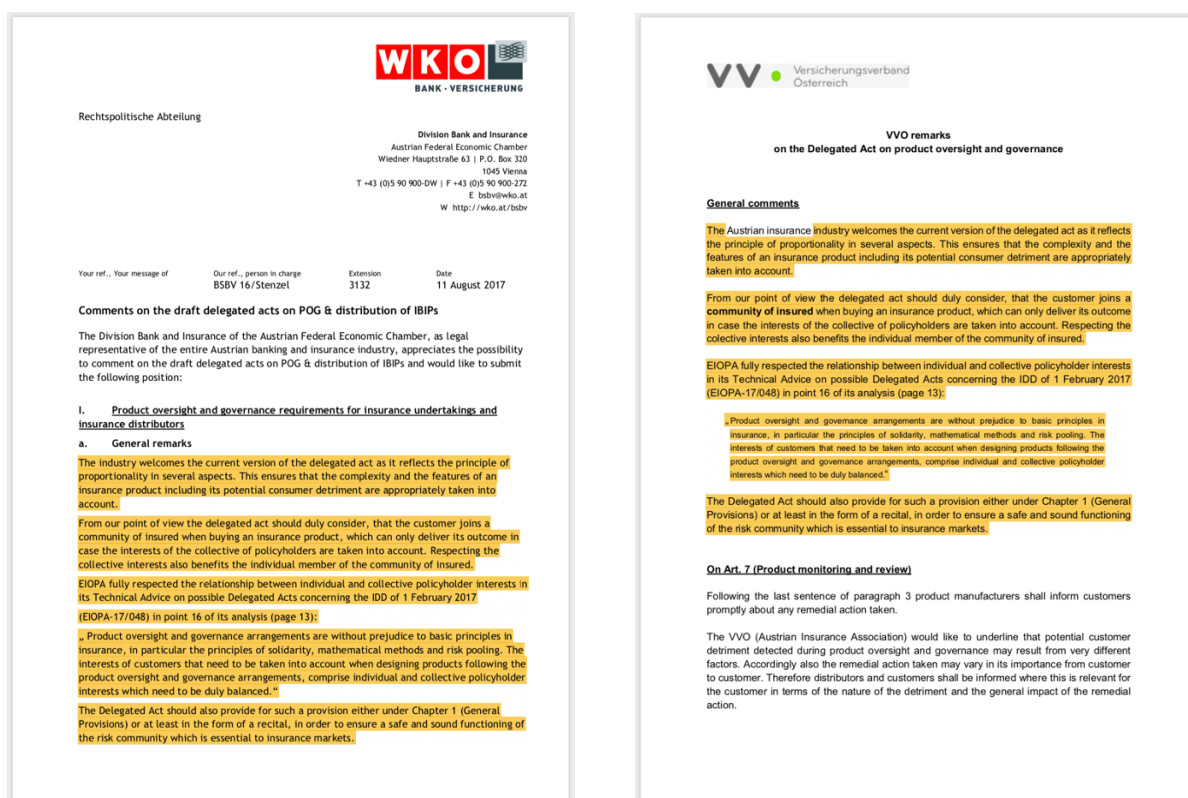 WKO
BANK · VERSICHERUNG
Rechtspolitische Abteilung
Division Bank and Insurance
Austrian Federal Economic Chamber
Wiedner Hauptstraße 63 | P.O. Box 320
1045 Vienna
T +43 (0)5 90 900-DW | F +43 (0)5 90 900-272
E bsbv@wko.at
W http://wko.at/bsbv
Your ref., Your message of
Our ref., person in charge
Extension
Date
BSBV 16/Stenzel
3132
11 August 2017
Comments on the draft delegated acts on POG & distribution of IBIPs
The Division Bank and Insurance of the Austrian Federal Economic Chamber, as legal
representative of the entire Austrian banking and insurance industry, appreciates the possibility
to comment on the draft delegated acts on POG & distribution of IBIPs and would like to submit
the following position:
I. Product oversight and governance requirements for insurance undertakings and
insurance distributors
a. General remarks
The industry welcomes the current version of the delegated act as it reflects the principle of
proportionality in several aspects. This ensures that the complexity and the features of an
insurance product including its potential consumer detriment are appropriately taken into
account.
From our point of view the delegated act should duly consider, that the customer joins a
community of insured when buying an insurance product, which can only deliver its outcome in
case the interests of the collective of policyholders are taken into account. Respecting the
collective interests also benefits the individual member of the community of insured.
EIOPA fully respected the relationship between individual and collective policyholder interests in
its Technical Advice on possible Delegated Acts concerning the IDD of 1 February 2017
(EIOPA-17/048) in point 16 of its analysis (page 13):
„ Product oversight and governance arrangements are without prejudice to basic principles in
insurance, in particular the principles of solidarity, mathematical methods and risk pooling. The
interests of customers that need to be taken into account when designing products following the
product oversight and governance arrangements, comprise individual and collective policyholder
interests which need to be duly balanced.“
The Delegated Act should also provide for such a provision either under Chapter 1 (General
Provisions) or at least in the form of a recital, in order to ensure a safe and sound functioning of
the risk community which is essential to insurance markets.
VVO Versicherungsverband
Österreich
VVO remarks
on the Delegated Act on product oversight and governance
General comments
The Austrian insurance industry welcomes the current version of the delegated act as it reflects
the principle of proportionality in several aspects. This ensures that the complexity and the
features of an insurance product including its potential consumer detriment are appropriately
taken into account.
From our point of view the delegated act should duly consider, that the customer joins a
community of insured when buying an insurance product, which can only deliver its outcome
in case the interests of the collective of policyholders are taken into account. Respecting the
colective interests also benefits the individual member of the community of insured.
EIOPA fully respected the relationship between individual and collective policyholder interests
in its Technical Advice on possible Delegated Acts concerning the IDD of 1 February 2017
(EIOPA-17/048) in point 16 of its analysis (page 13):
„Product oversight and governance arrangements are without prejudice to basic principles in
insurance, in particular the principles of solidarity, mathematical methods and risk pooling. The
interests of customers that need to be taken into account when designing products following the
product oversight and governance arrangements, comprise individual and collective policyholder
interests which need to be duly balanced.“
The Delegated Act should also provide for such a provision either under Chapter 1 (General
Provisions) or at least in the form of a recital, in order to ensure a safe and sound functioning
of the risk community which is essential to insurance markets.
On Art. 7 (Product monitoring and review)
Following the last sentence of paragraph 3 product manufacturers shall inform customers
promptly about any remedial action taken.
The VVO (Austrian Insurance Association) would like to underline that potential customer
detriment detected during product oversight and governance may result from very different
factors. Accordingly also the remedial action taken may vary in its importance from customer
to customer. Therefore distributors and customers shall be informed where this is relevant for
the customer in terms of the nature of the detriment and the general impact of the remedial
action.